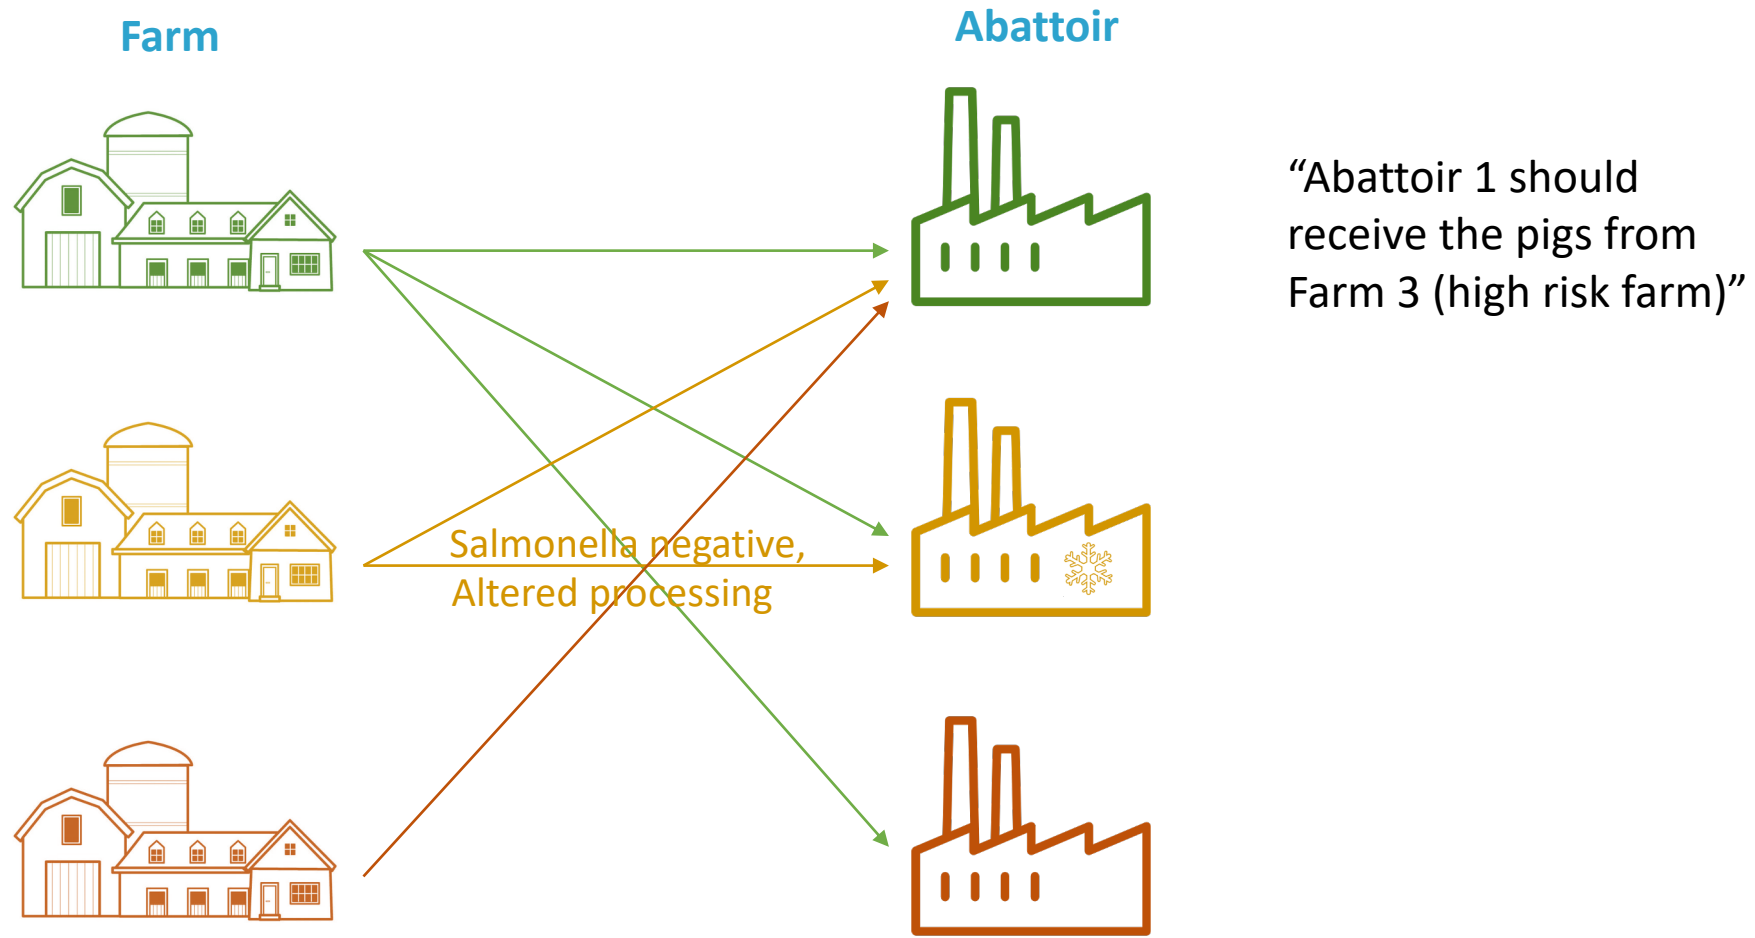 Farm
Abattoir
“Abattoir 1 should
receive the pigs from
Farm 3 (high risk farm)”
Salmonella negative,
Altered processing